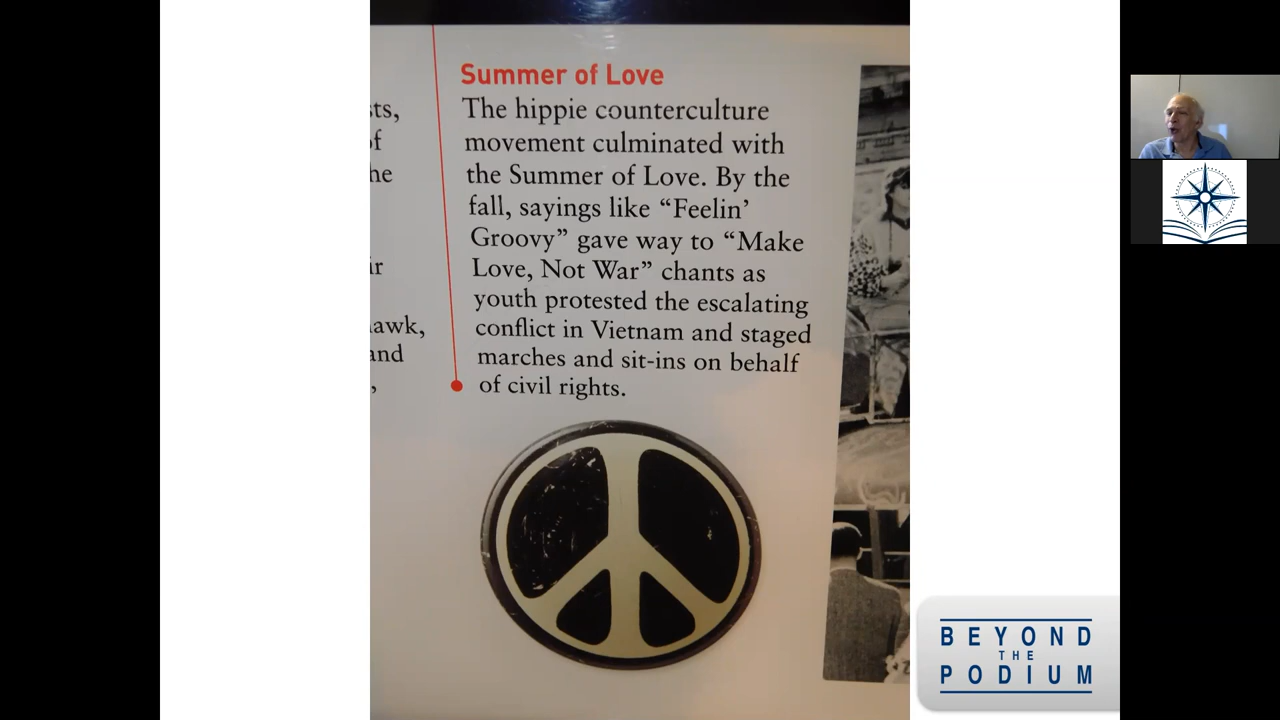 Summer of Love
The hippie counterculture
movement culminated with
the Summer of Love. By the
fall, sayings like “Feelin’
Groovy” gave way to “Make
Love, Not War” chants as
youth protested the escalating
conflict in Vietnam and staged
marches and sit-ins on behalf
of civil rights.
BEYOND
THE
PODIUM